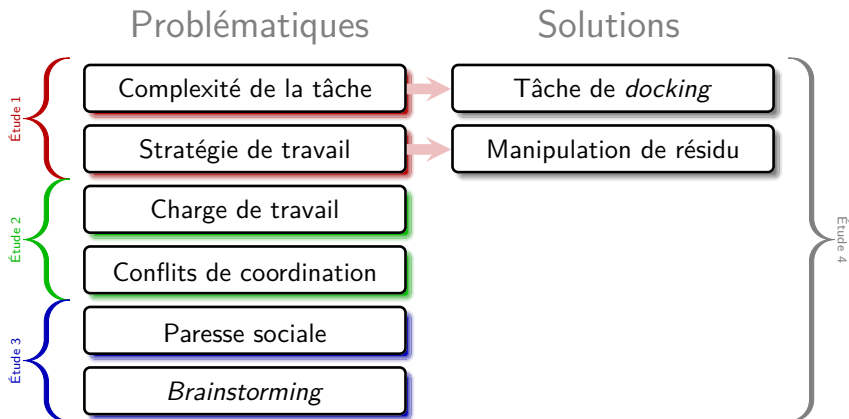 Problématiques
Solutions
Étude 1
Complexité de la tâche
Tâche de docking
Stratégie de travail
Manipulation de résidu
Étude 2
Charge de travail
Conflits de coordination
Étude 3
Paresse sociale
Brainstorming
Étude 4